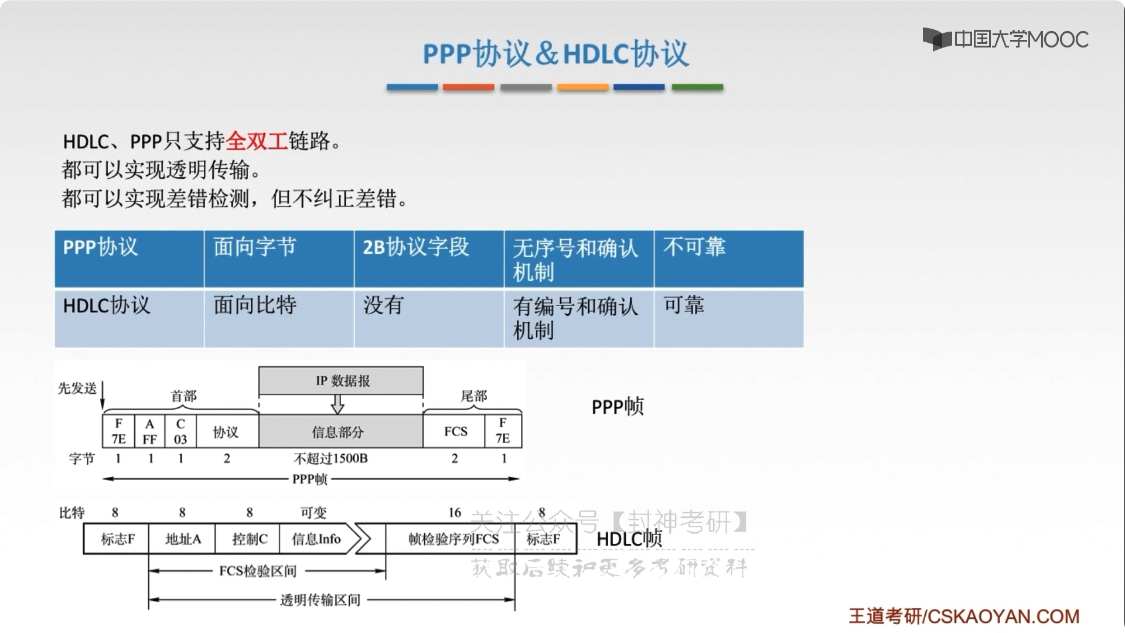 中国大学MOOC
PPP协议&HDLC协议
HDLC、PPP只支持全双工链路。
都可以实现透明传输。
都可以实现差错检测，但不纠正差错。
PPP协议 面向字节 2B协议字段 无序号和确认机制 不可靠
HDLC协议 面向比特 没有 有编号和确认机制 可靠
IP 数据报
先发送 首部 尾部
F 7E A FF C 03 协议 信息部分 FCS F 7E
字节 1 1 1 2 不超过1500B 2 1
PPP帧
PPP帧
比特 8 8 8 可变 16 8
标志F 地址A 控制C 信息Info 帧检验序列FCS 标志F
HDLC帧
FCS检验区间
透明传输区间
关注公众号【封神考研】
获取后续和更多考研资料
王道考研/CSKAOYAN.COM